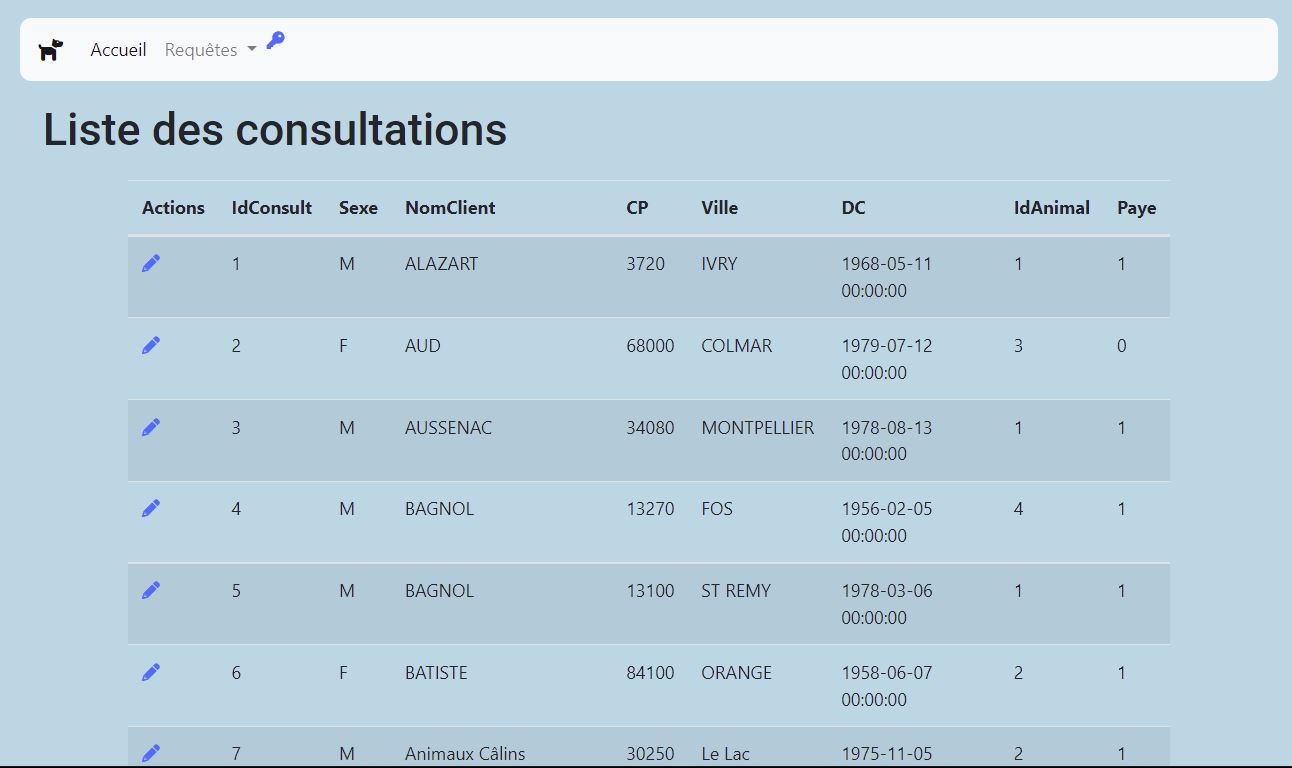 Accueil Requêtes
Liste des consultations
Actions IdConsult Sexe NomClient CP Ville DC IdAnimal Paye
1 M ALAZART 3720 IVRY 1968-05-11 1 1
00:00:00
2 F AUD 68000 COLMAR 1979-07-12 3 0
00:00:00
3 M AUSSENAC 34080 MONTPELLIER 1978-08-13 1 1
00:00:00
4 M BAGNOL 13270 FOS 1956-02-05 4 1
00:00:00
5 M BAGNOL 13100 ST REMY 1978-03-06 1 1
00:00:00
6 F BATISTE 84100 ORANGE 1958-06-07 2 1
00:00:00
7 M Animaux Câlins 30250 Le Lac 1975-11-05 2 1